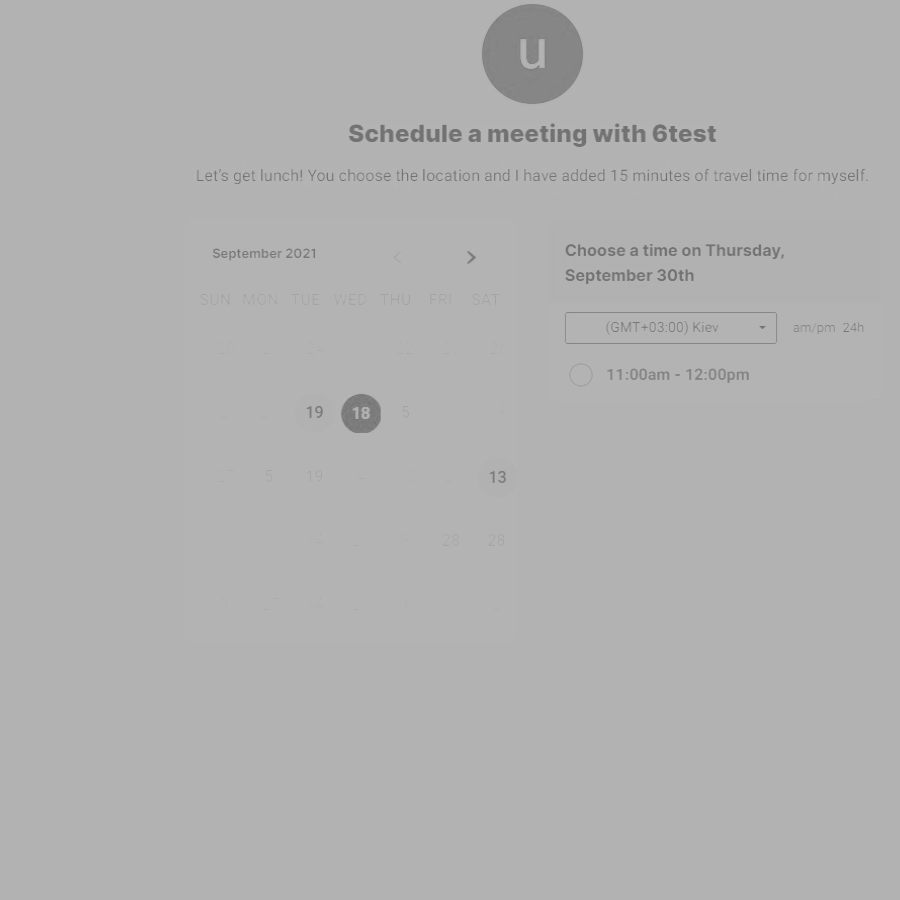 u
Schedule a meeting with 6test
Let's get lunch! You choose the location and I have added 15 minutes of travel time for myself.
September 2021
SUN MON TUE WED THU FRI SAT
19 18 5
5 19 13
28 28
Choose a time on Thursday,
September 30th
(GMT+03:00) Kiev am/pm 24h
11:00am - 12:00pm